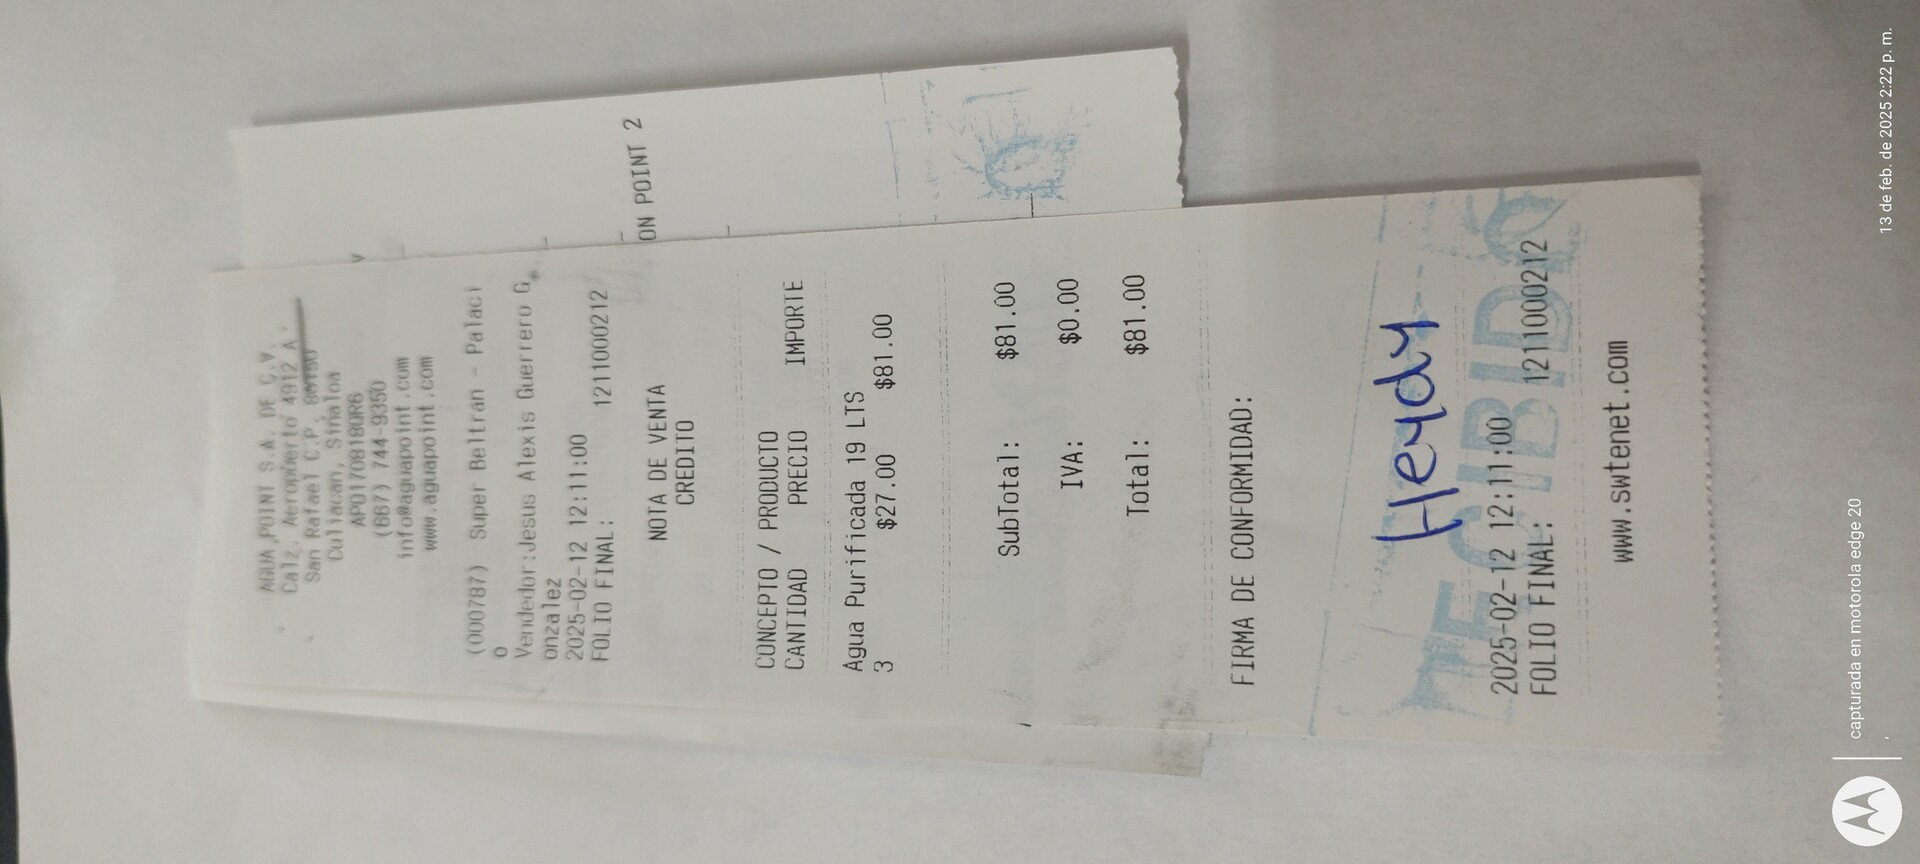 AGUA POINT S.A. DE C.V.
Calz. Aeropuerto 4912 A.
San Rafael C.P. 80150
Culiacan, Sinaloa
APO170818QR6
(667) 744-9350
info@aguapoint.com
www.aguapoint.com
(000787) Super Beltran - Palaci
o
Vendedor:Jesus Alexis Guerrero G
onzalez
2025-02-12 12:11:00
FOLIO FINAL: 1211000212
NOTA DE VENTA
CREDITO
CONCEPTO / PRODUCTO
CANTIDAD PRECIO IMPORTE
Agua Purificada 19 LTS
3 $27.00 $81.00
SubTotal: $81.00
IVA: $0.00
Total: $81.00
FIRMA DE CONFORMIDAD:
Heydy
RECIBIDO
2025-02-12 12:11:00
FOLIO FINAL: 1211000212
www.swtenet.com
ON POINT 2
capturada en motorola edge 20
13 de feb. de 2025 2:22 p. m.